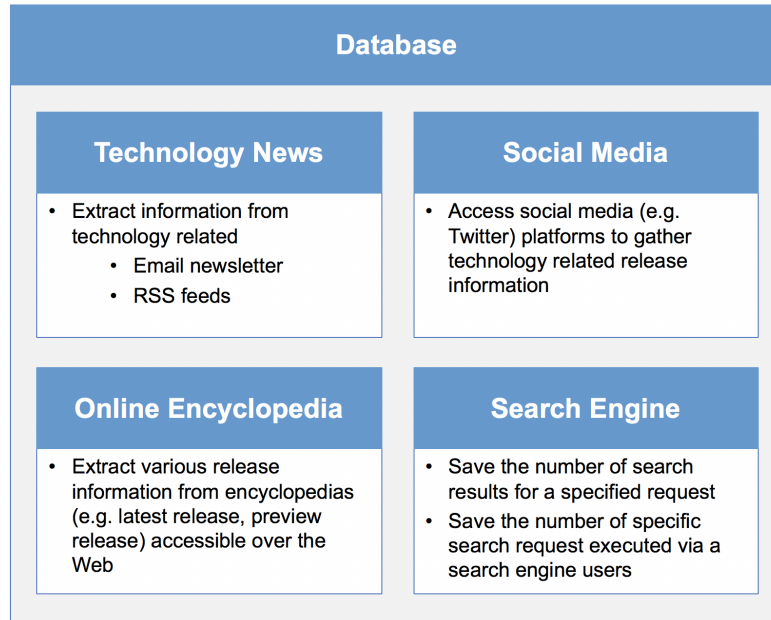 Database
Technology News
• Extract information from
technology related
• Email newsletter
• RSS feeds
Social Media
• Access social media (e.g.
Twitter) platforms to gather
technology related release
information
Online Encyclopedia
• Extract various release
information from encyclopedias
(e.g. latest release, preview
release) accessible over the
Web
Search Engine
• Save the number of search
results for a specified request
• Save the number of specific
search request executed via a
search engine users